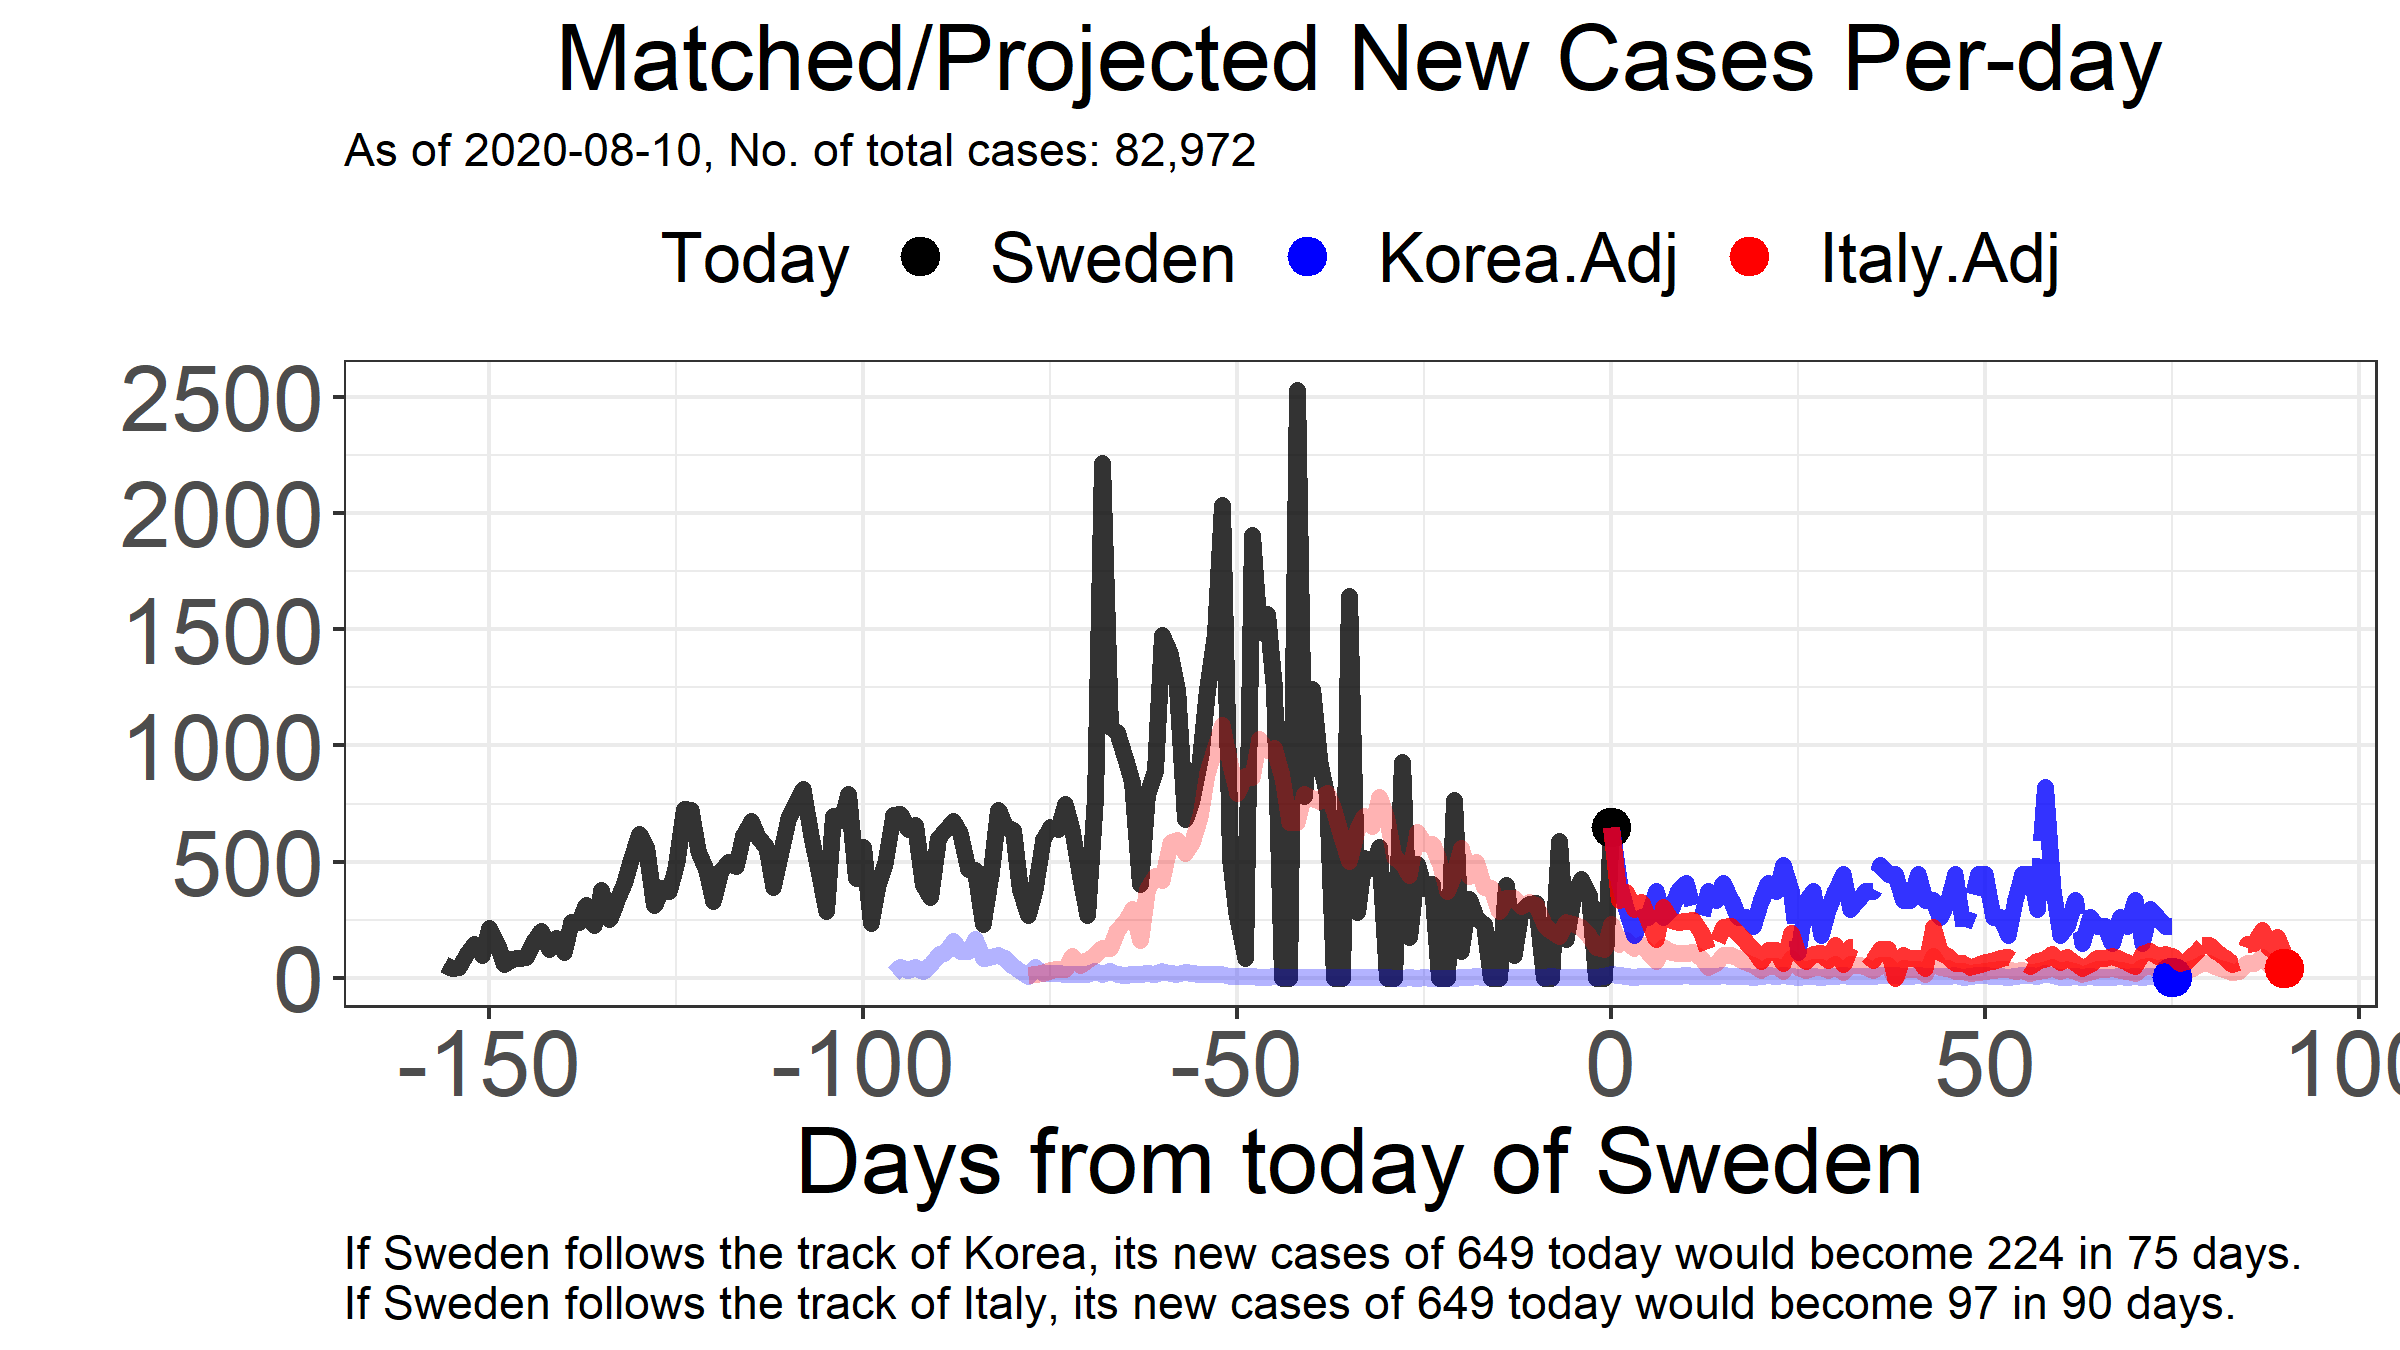 Matched/Projected New Cases Per-day
As of 2020-08-10, No. of total cases: 82,972
Today Sweden Korea.Adj Italy.Adj
2500
2000
1500
1000
500
0
-150 -100 -50 0 50 100
Days from today of Sweden
If Sweden follows the track of Korea, its new cases of 649 today would become 224 in 75 days.
If Sweden follows the track of Italy, its new cases of 649 today would become 97 in 90 days.